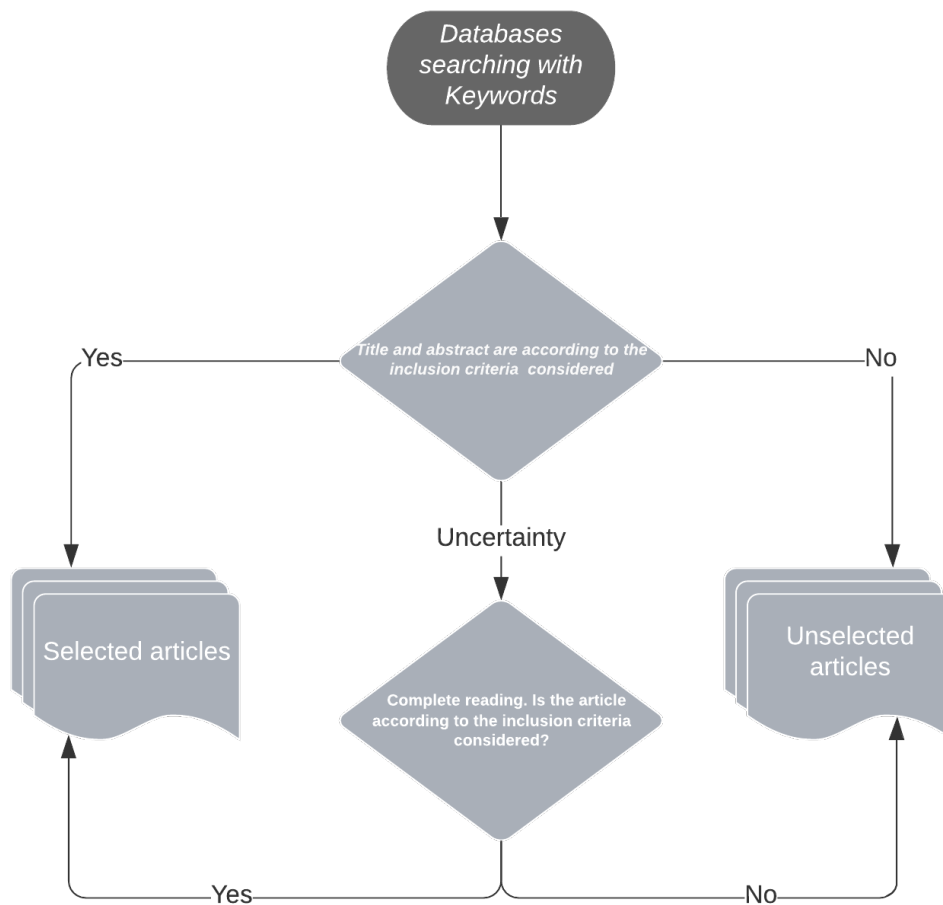 Databases
searching with
Keywords
Title and abstract are according to the
inclusion criteria considered
Yes
No
Uncertainty
Selected articles
Unselected
articles
Complete reading. Is the article
according to the inclusion criteria
considered?
Yes
No